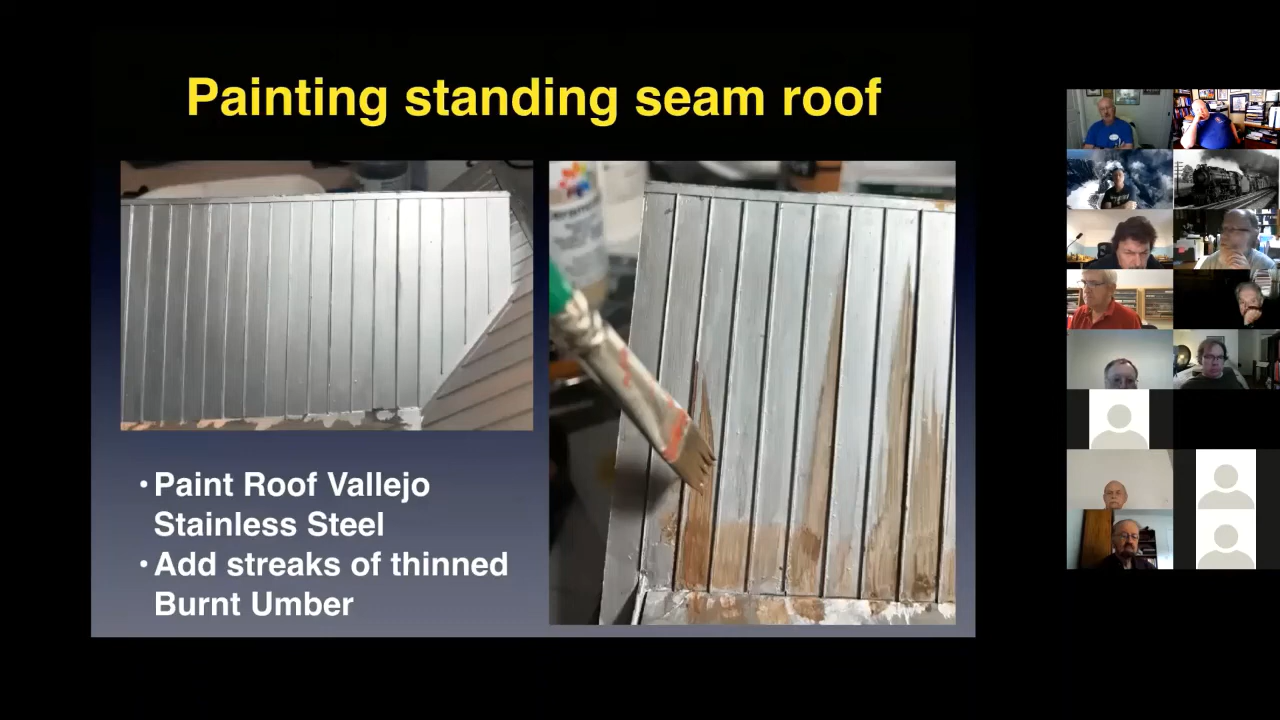 Painting standing seam roof
• Paint Roof Vallejo
Stainless Steel
• Add streaks of thinned
Burnt Umber